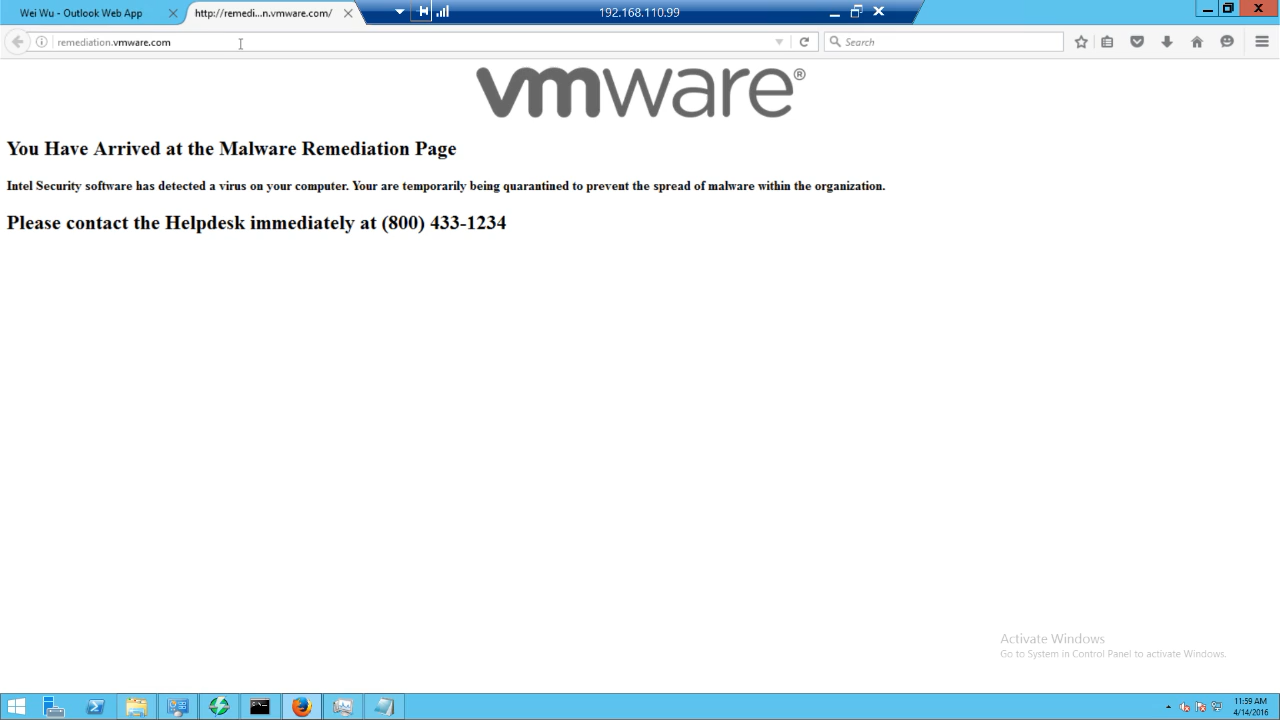 Wei Wu - Outlook Web App
http://remedi...n.vmware.com/
192.168.110.99
remediation.vmware.com
Search
vmware®
You Have Arrived at the Malware Remediation Page
Intel Security software has detected a virus on your computer. Your are temporarily being quarantined to prevent the spread of malware within the organization.
Please contact the Helpdesk immediately at (800) 433-1234
Activate Windows
Go to System in Control Panel to activate Windows.
11:59 AM
4/14/2016